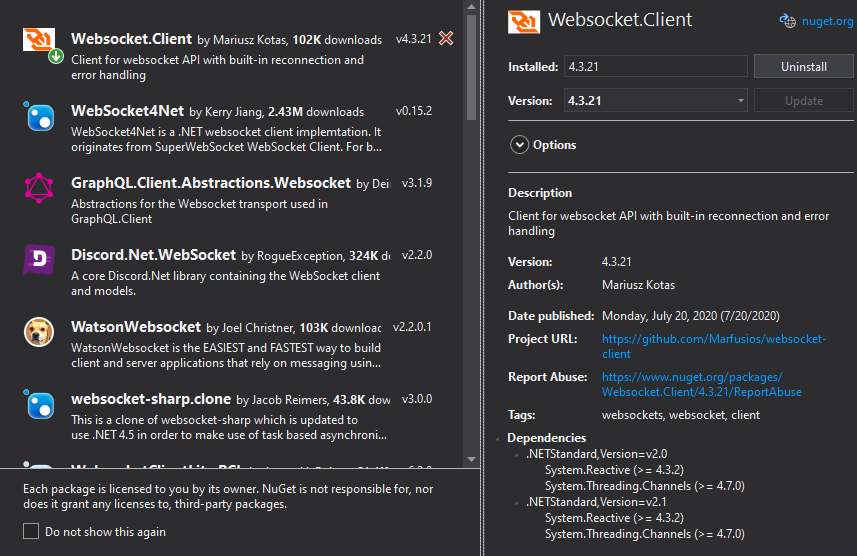 Websocket.Client by Mariusz Kotas, 102K downloads v4.3.21
Client for websocket API with built-in reconnection and
error handling
WebSocket4Net by Kerry Jiang, 2.43M downloads v0.15.2
WebSocket4Net is a .NET websocket client implemtation. It
originates from SuperWebSocket WebSocket Client. For b...
GraphQL.Client.Abstractions.Websocket by Dei v3.1.9
Abstractions for the Websocket transport used in
GraphQL.Client
Discord.Net.WebSocket by RogueException, 324K d v2.2.0
A core Discord.Net library containing the WebSocket client
and models.
WatsonWebsocket by Joel Christner, 103K downloac v2.2.0.1
WatsonWebsocket is the EASIEST and FASTEST way to build
client and server applications that rely on messaging usin...
websocket-sharp.clone by Jacob Reimers, 43.8K dow v3.0.0
This is a clone of websocket-sharp which is updated to
use .NET 4.5 in order to make use of task based asynchroni...
Each package is licensed to you by its owner. NuGet is not responsible for, nor
does it grant any licenses to, third-party packages.
Do not show this again
Websocket.Client nuget.org
Installed: 4.3.21 Uninstall
Version: 4.3.21 Update
Options
Description
Client for websocket API with built-in reconnection and error
handling
Version: 4.3.21
Author(s): Mariusz Kotas
Date published: Monday, July 20, 2020 (7/20/2020)
Project URL: https://github.com/Marfusios/websocket-
client
Report Abuse: https://www.nuget.org/packages/
Websocket.Client/4.3.21/ReportAbuse
Tags: websockets, websocket, client
Dependencies
.NETStandard,Version=v2.0
System.Reactive (>= 4.3.2)
System.Threading.Channels (>= 4.7.0)
.NETStandard,Version=v2.1
System.Reactive (>= 4.3.2)
System.Threading.Channels (>= 4.7.0)